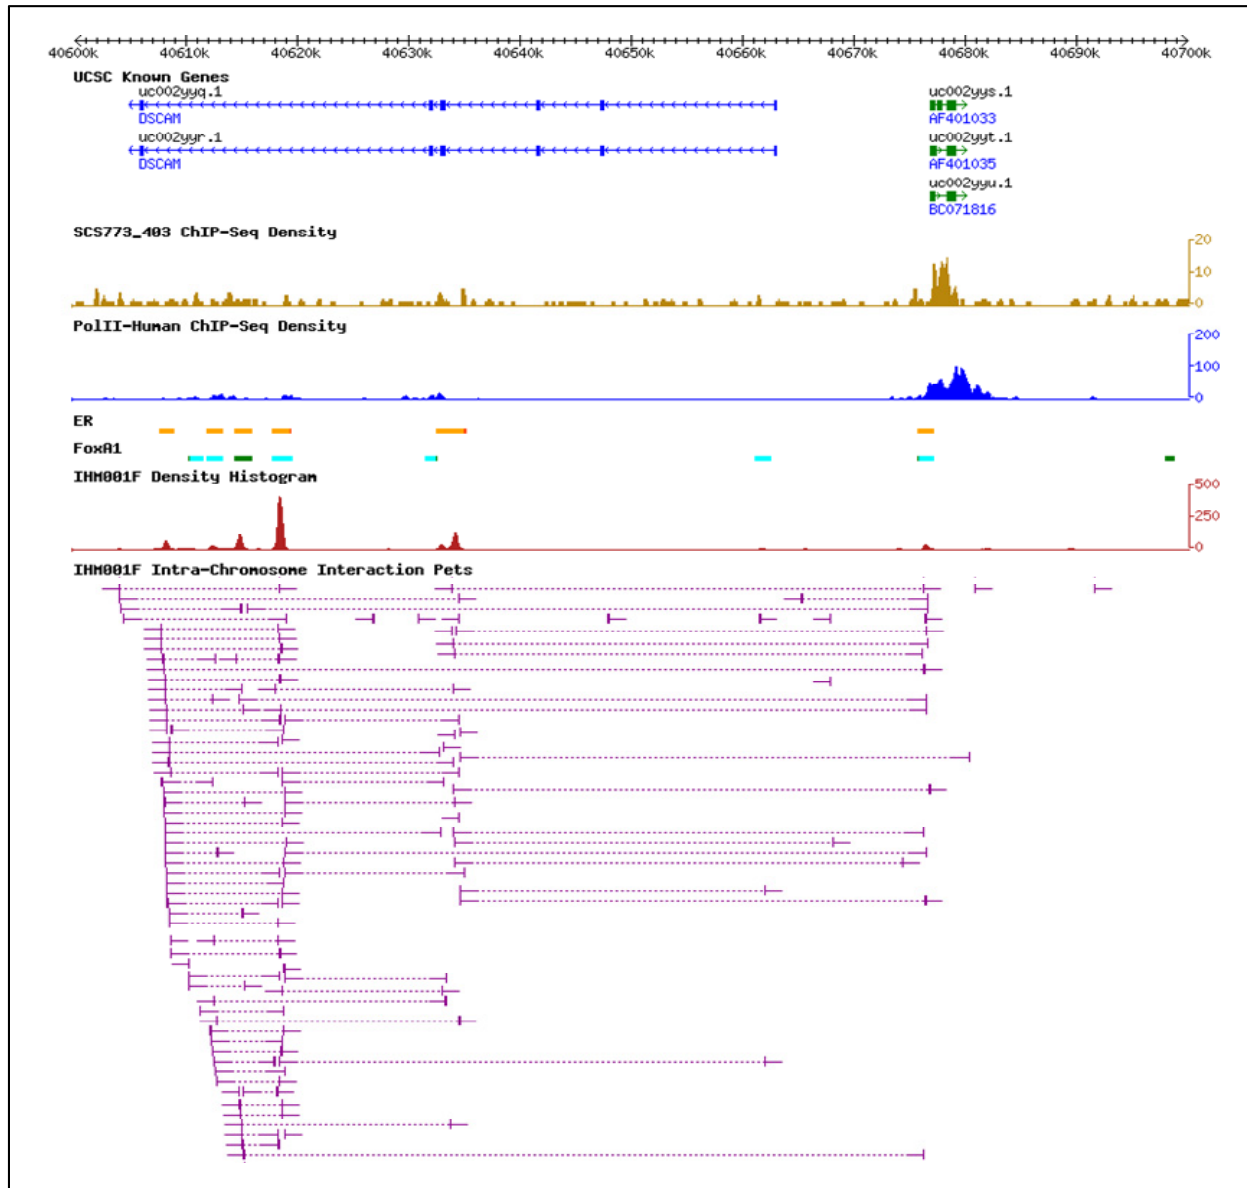 40600k 40610k 40620k 40630k 40640k 40650k 40660k 40670k 40680k 40690k 40700k
UCSC Known Genes
uc002yyq.1 uc002yys.1
DSCAM AF401033
uc002yyr.1 uc002yyt.1
DSCAM AF401035
uc002yyu.1
BC071816
SCS773_403 ChIP-Seq Density
20
10
0
PolII-Human ChIP-Seq Density
200
100
0
ER
FoxA1
IHM001F Density Histogram
500
250
0
IHM001F Intra-Chromosome Interaction Pets